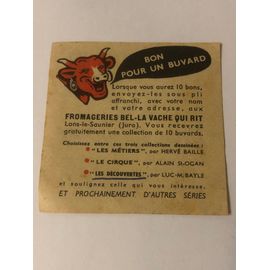 BON
POUR UN BUVARD
Lorsque vous aurez 10 bons,
envoyez-les sous pli
affranchi, avec votre nom
et votre adresse, aux
FROMAGERIES BEL-LA VACHE QUI RIT
Lons-le-Saunier (Jura). Vous recevrez
gratuitement une collection de 10 buvards.
Choisissez entre ces trois collections dessinées :
"LES MÉTIERS", par HERVÉ BAILLE
"LE CIRQUE", par ALAIN St-OGAN
"LES DÉCOUVERTES", par LUC-M. BAYLE
et soulignez celle qui vous intéresse.
ET PROCHAINEMENT D'AUTRES SÉRIES